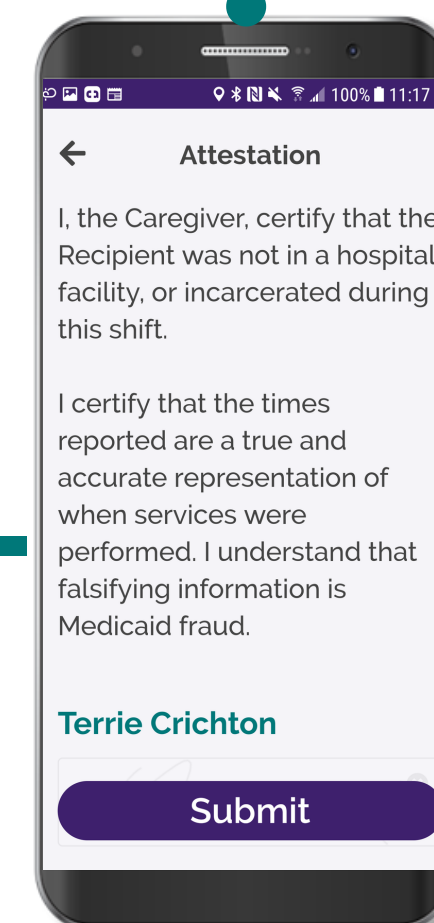 100% 11:17
Attestation
I, the Caregiver, certify that the
Recipient was not in a hospital
facility, or incarcerated during
this shift.
I certify that the times
reported are a true and
accurate representation of
when services were
performed. I understand that
falsifying information is
Medicaid fraud.
Terrie Crichton
Submit